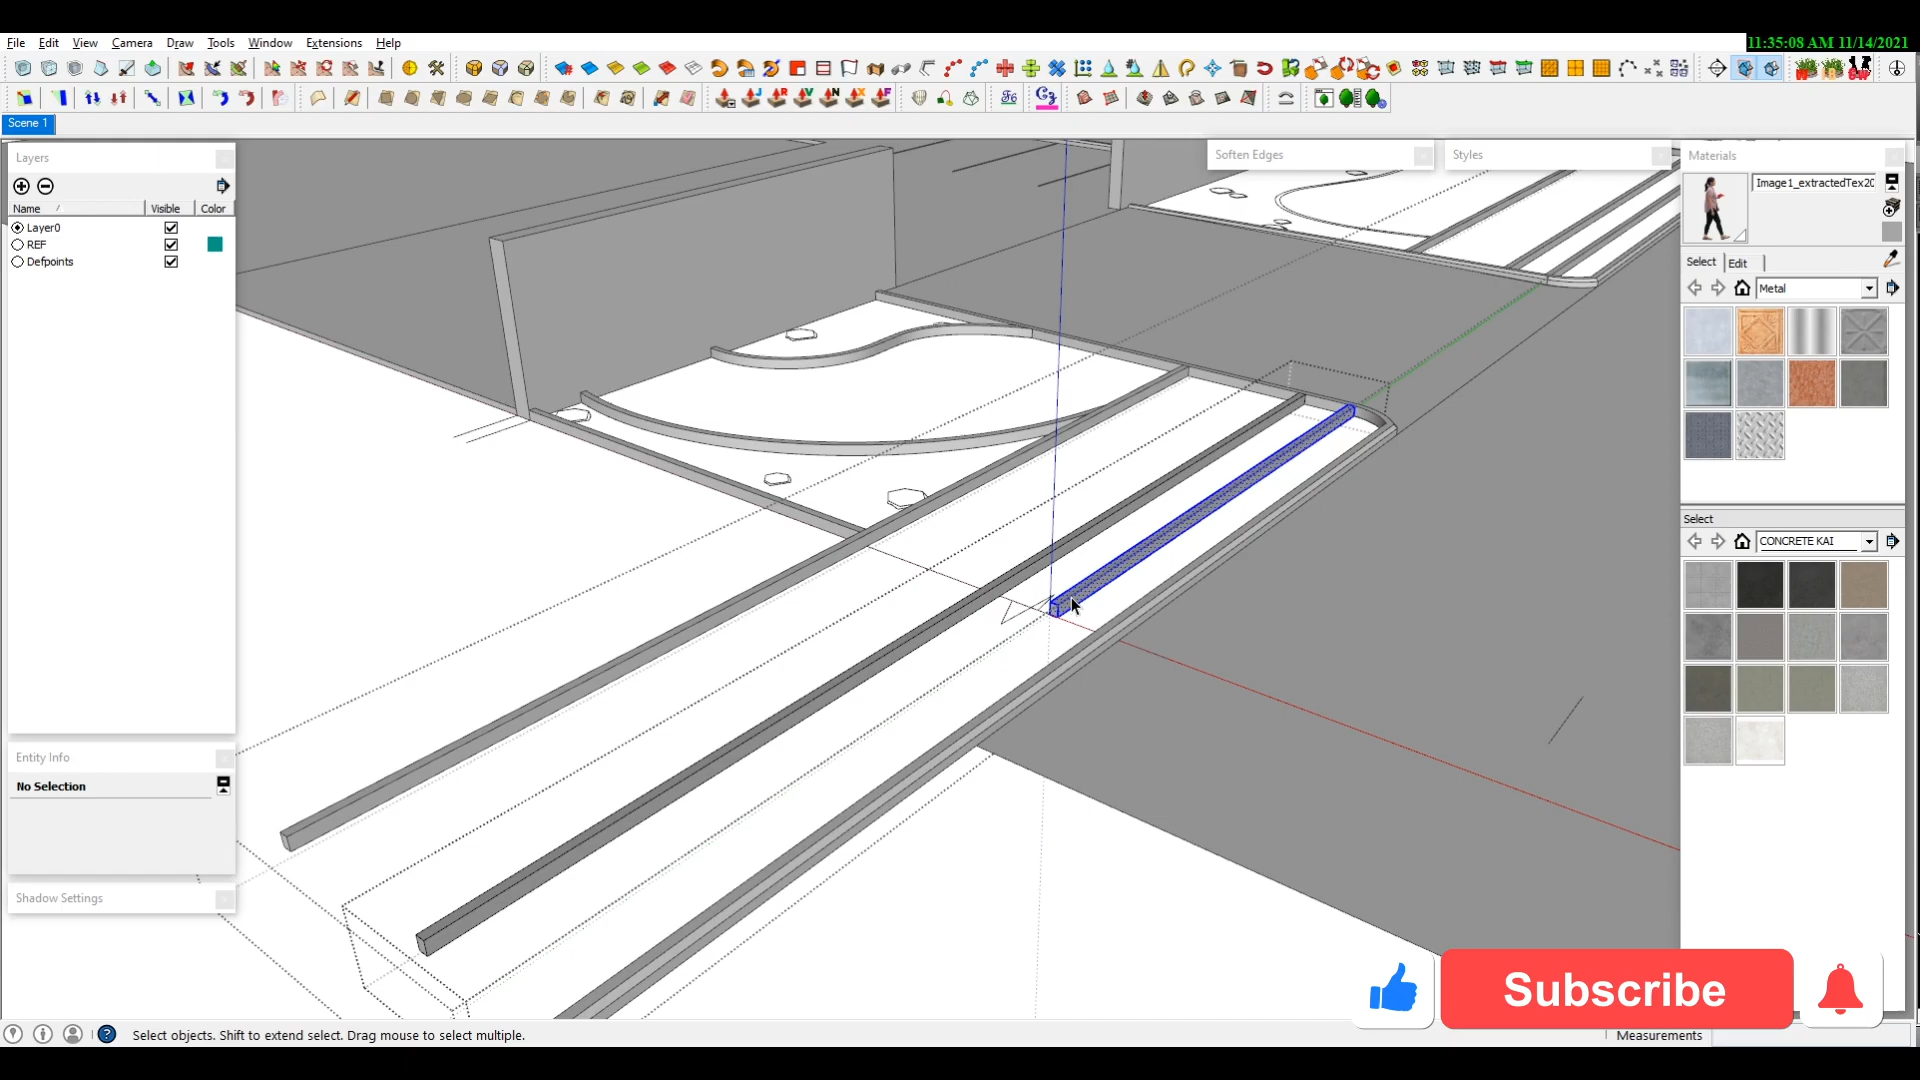 11:35:08 AM 11/14/2021
File Edit View Camera Draw Tools Window Extensions Help
Scene 1
Layers
Name / Visible Color
Layer0
REF
Defpoints
Entity Info
No Selection
Shadow Settings
Soften Edges
Styles
Materials
Image1_extractedTex20
Select Edit
Metal
Select
CONCRETE KAI
Subscribe
Select objects. Shift to extend select. Drag mouse to select multiple.
Measurements